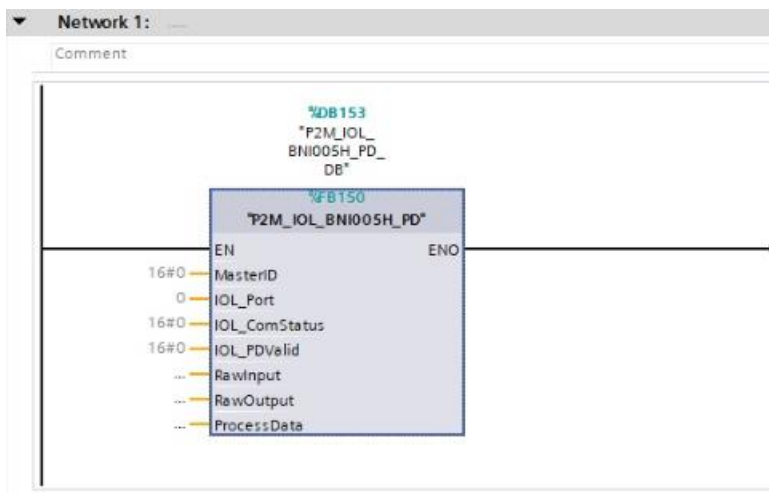 Network 1: .....
Comment
%DB153
"P2M_IOL_
BNI005H_PD_
DB"
%FB150
"P2M_IOL_BNI005H_PD"
EN ENO
16#0 MasterID
0 IOL_Port
16#0 IOL_ComStatus
16#0 IOL_PDValid
... RawInput
... RawOutput
... ProcessData